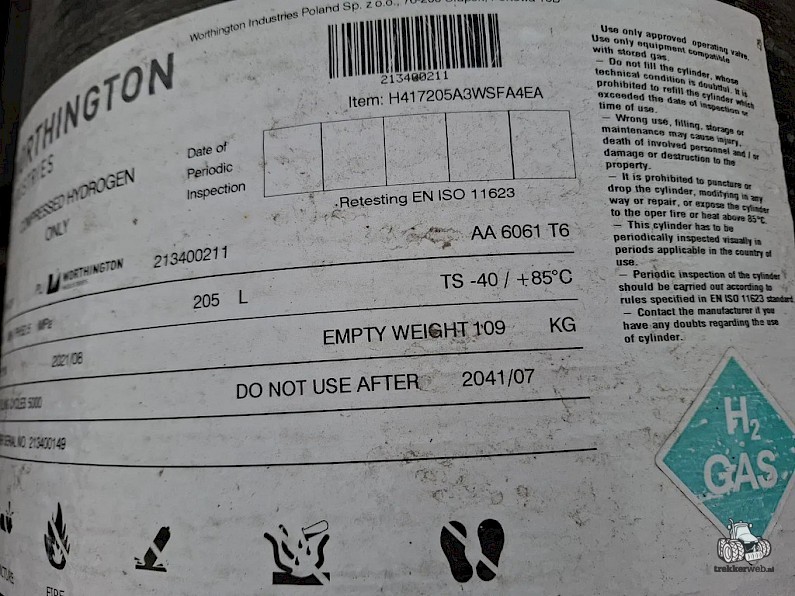 Worthington Industries Poland Sp. z o.o.,
213400211
Item: H417205A3WSFA4EA
WORTHINGTON
Date of
Periodic
Inspection
Retesting EN ISO 11623
COMPRESSED HYDROGEN
ONLY
PL WORTHINGTON 213400211 AA 6061 T6
205 L TS -40 / +85°C
MPa
2021/08 EMPTY WEIGHT 109 KG
CYCLES 5000 DO NOT USE AFTER 2041/07
SERIAL NO. 213400149
Use only approved operating valve.
Use only equipment compatible
with stored gas.
– Do not fill the cylinder, whose
technical condition is doubtful. It is
prohibited to refill the cylinder which
exceeded the date of inspection or
time of use.
– Wrong use, filling, storage or
maintenance may cause injury,
death of involved personnel and / or
damage or destruction to the
property.
– It is prohibited to puncture or
drop the cylinder, modifying in any
way or repair, or expose the cylinder
to the oper fire or heat above 85°C.
– This cylinder has to be
periodically inspected visually in
periods applicable in the country of
use.
– Periodic inspection of the cylinder
should be carried out according to
rules specified in EN ISO 11623 standard.
– Contact the manufacturer if you
have any doubts regarding the use
of cylinder.
H2
GAS
FIRE
trekkerweb.nl